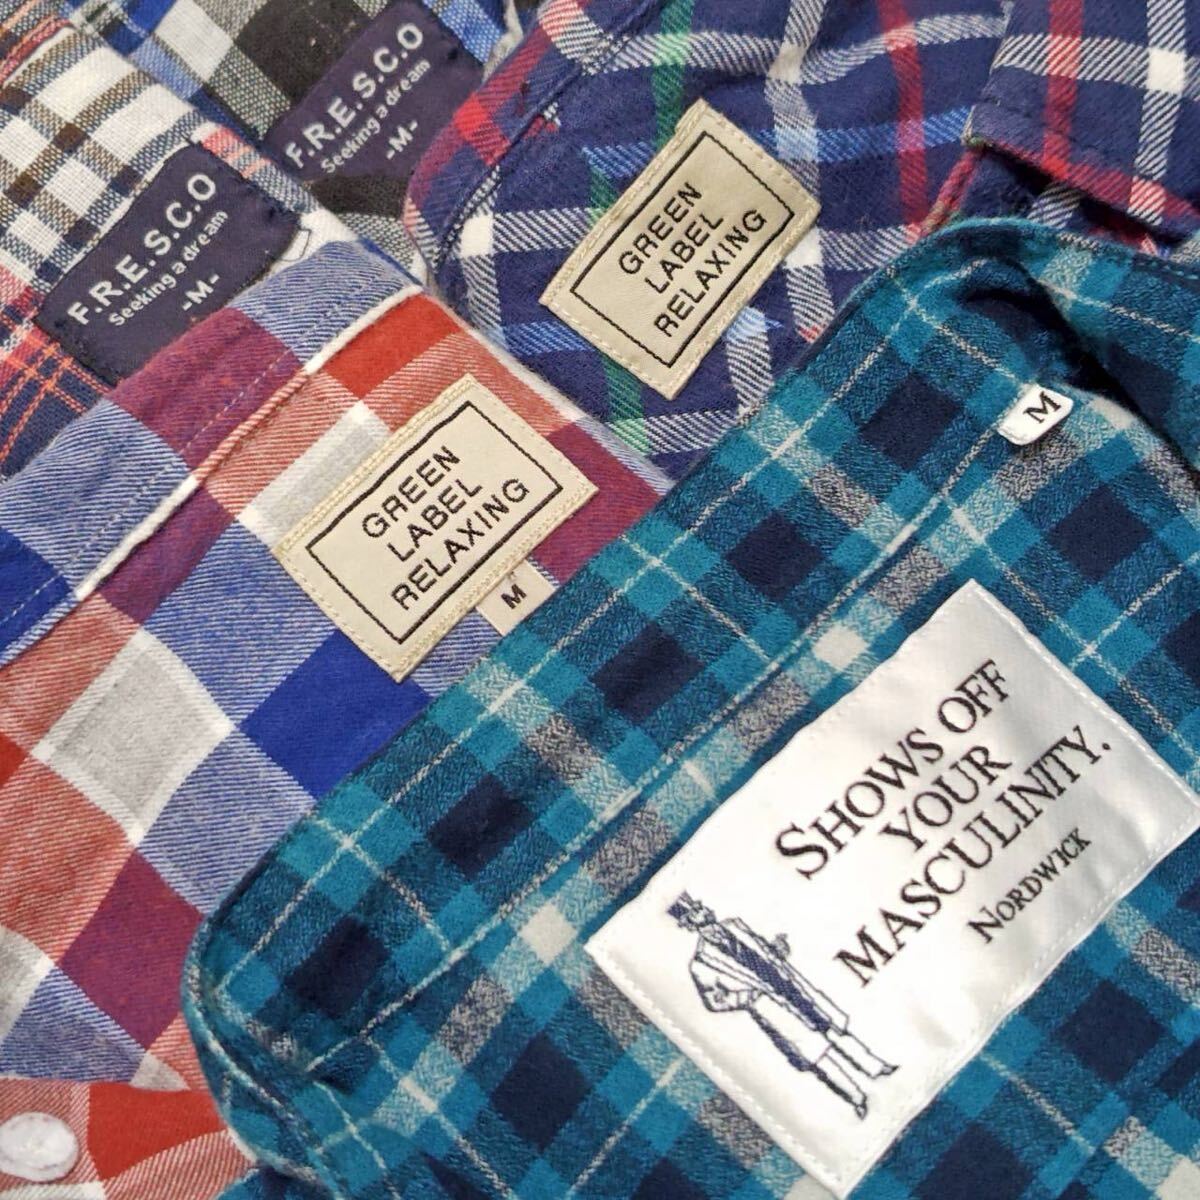 F.R.E.S.C.O
Seeking a dream
-M-
F.R.E.S.C.O
Seeking a dream
-M-
GREEN
LABEL
RELAXING
GREEN
LABEL
RELAXING
M
M
SHOWS OFF
YOUR
MASCULINITY.
NORDWICK